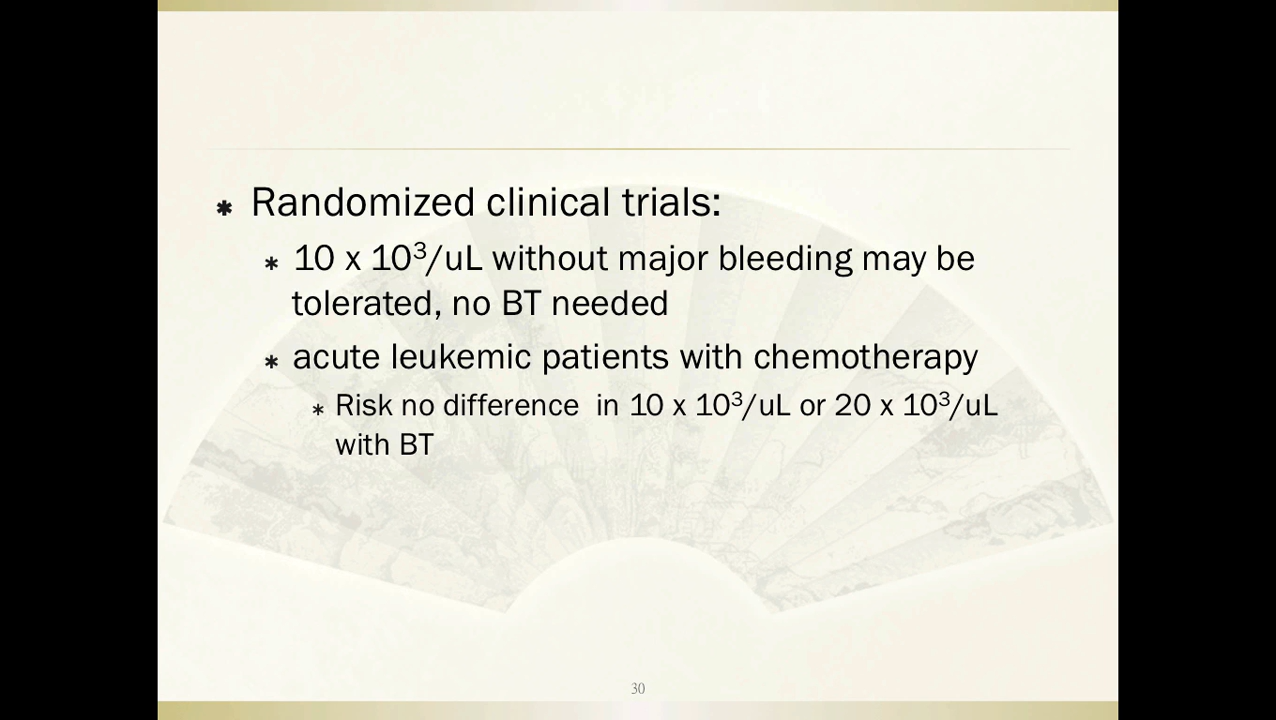 * Randomized clinical trials:
* 10 x 10³/uL without major bleeding may be
tolerated, no BT needed
* acute leukemic patients with chemotherapy
* Risk no difference  in 10 x 10³/uL or 20 x 10³/uL
with BT
30